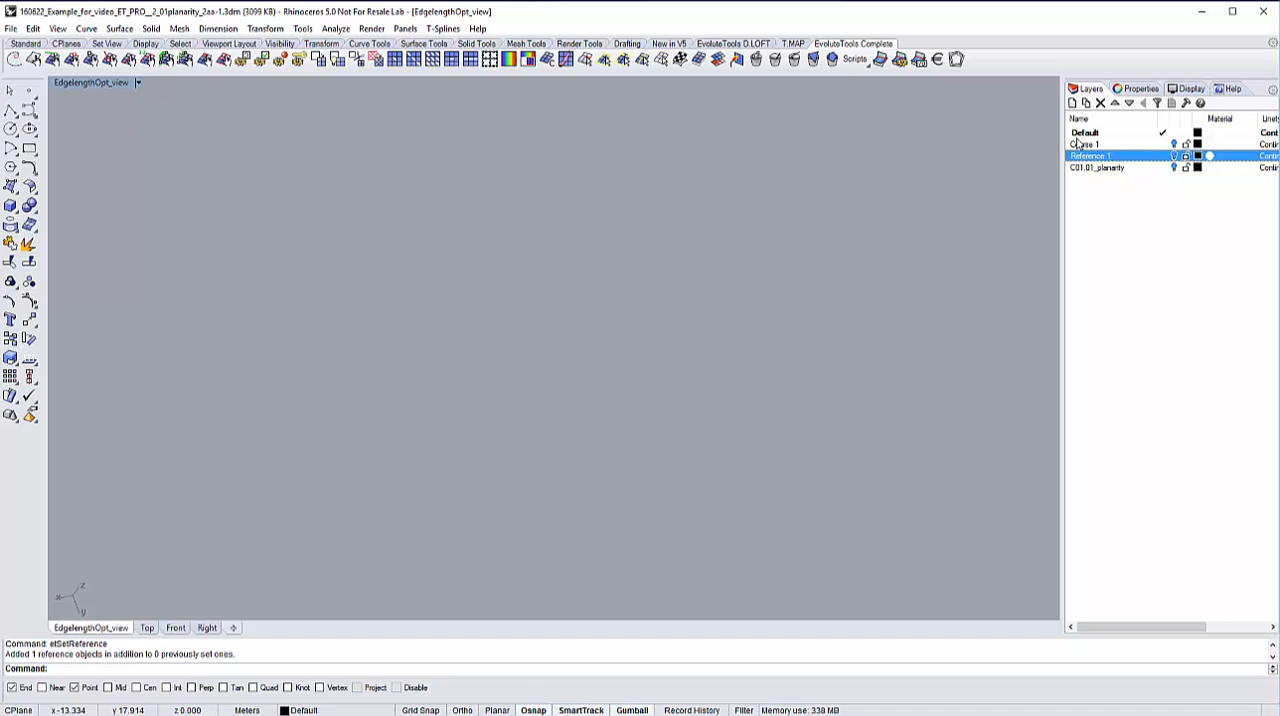 160622_Example_for_video_ET_PRO__2_01planarity_2aa-1.3dm (3099 KB) - Rhinoceros 5.0 Not For Resale Lab - [EdgelengthOpt_view]
File Edit View Curve Surface Solid Mesh Dimension Transform Tools Analyze Render Panels T-Splines Help
Standard CPlanes Set View Display Select Viewport Layout Visibility Transform Curve Tools Surface Tools Solid Tools Mesh Tools Render Tools Drafting New in V5 EvoluteTools D.LOFT T.MAP EvoluteTools Complete
Scripts
EdgelengthOpt_view
Layers Properties Display Help
Name Material Linet
Default Cont
1 Contir
Reference 1 Contir
C01.01_planarity Contir
z
x
y
EdgelengthOpt_view Top Front Right
Command: etSetReference
Added 1 reference objects in addition to 0 previously set ones.
Command:
End Near Point Mid Cen Int Perp Tan Quad Knot Vertex Project Disable
CPlane x -13.334 y 17.914 z 0.000 Meters Default Grid Snap Ortho Planar Osnap SmartTrack Gumball Record History Filter Memory use: 338 MB